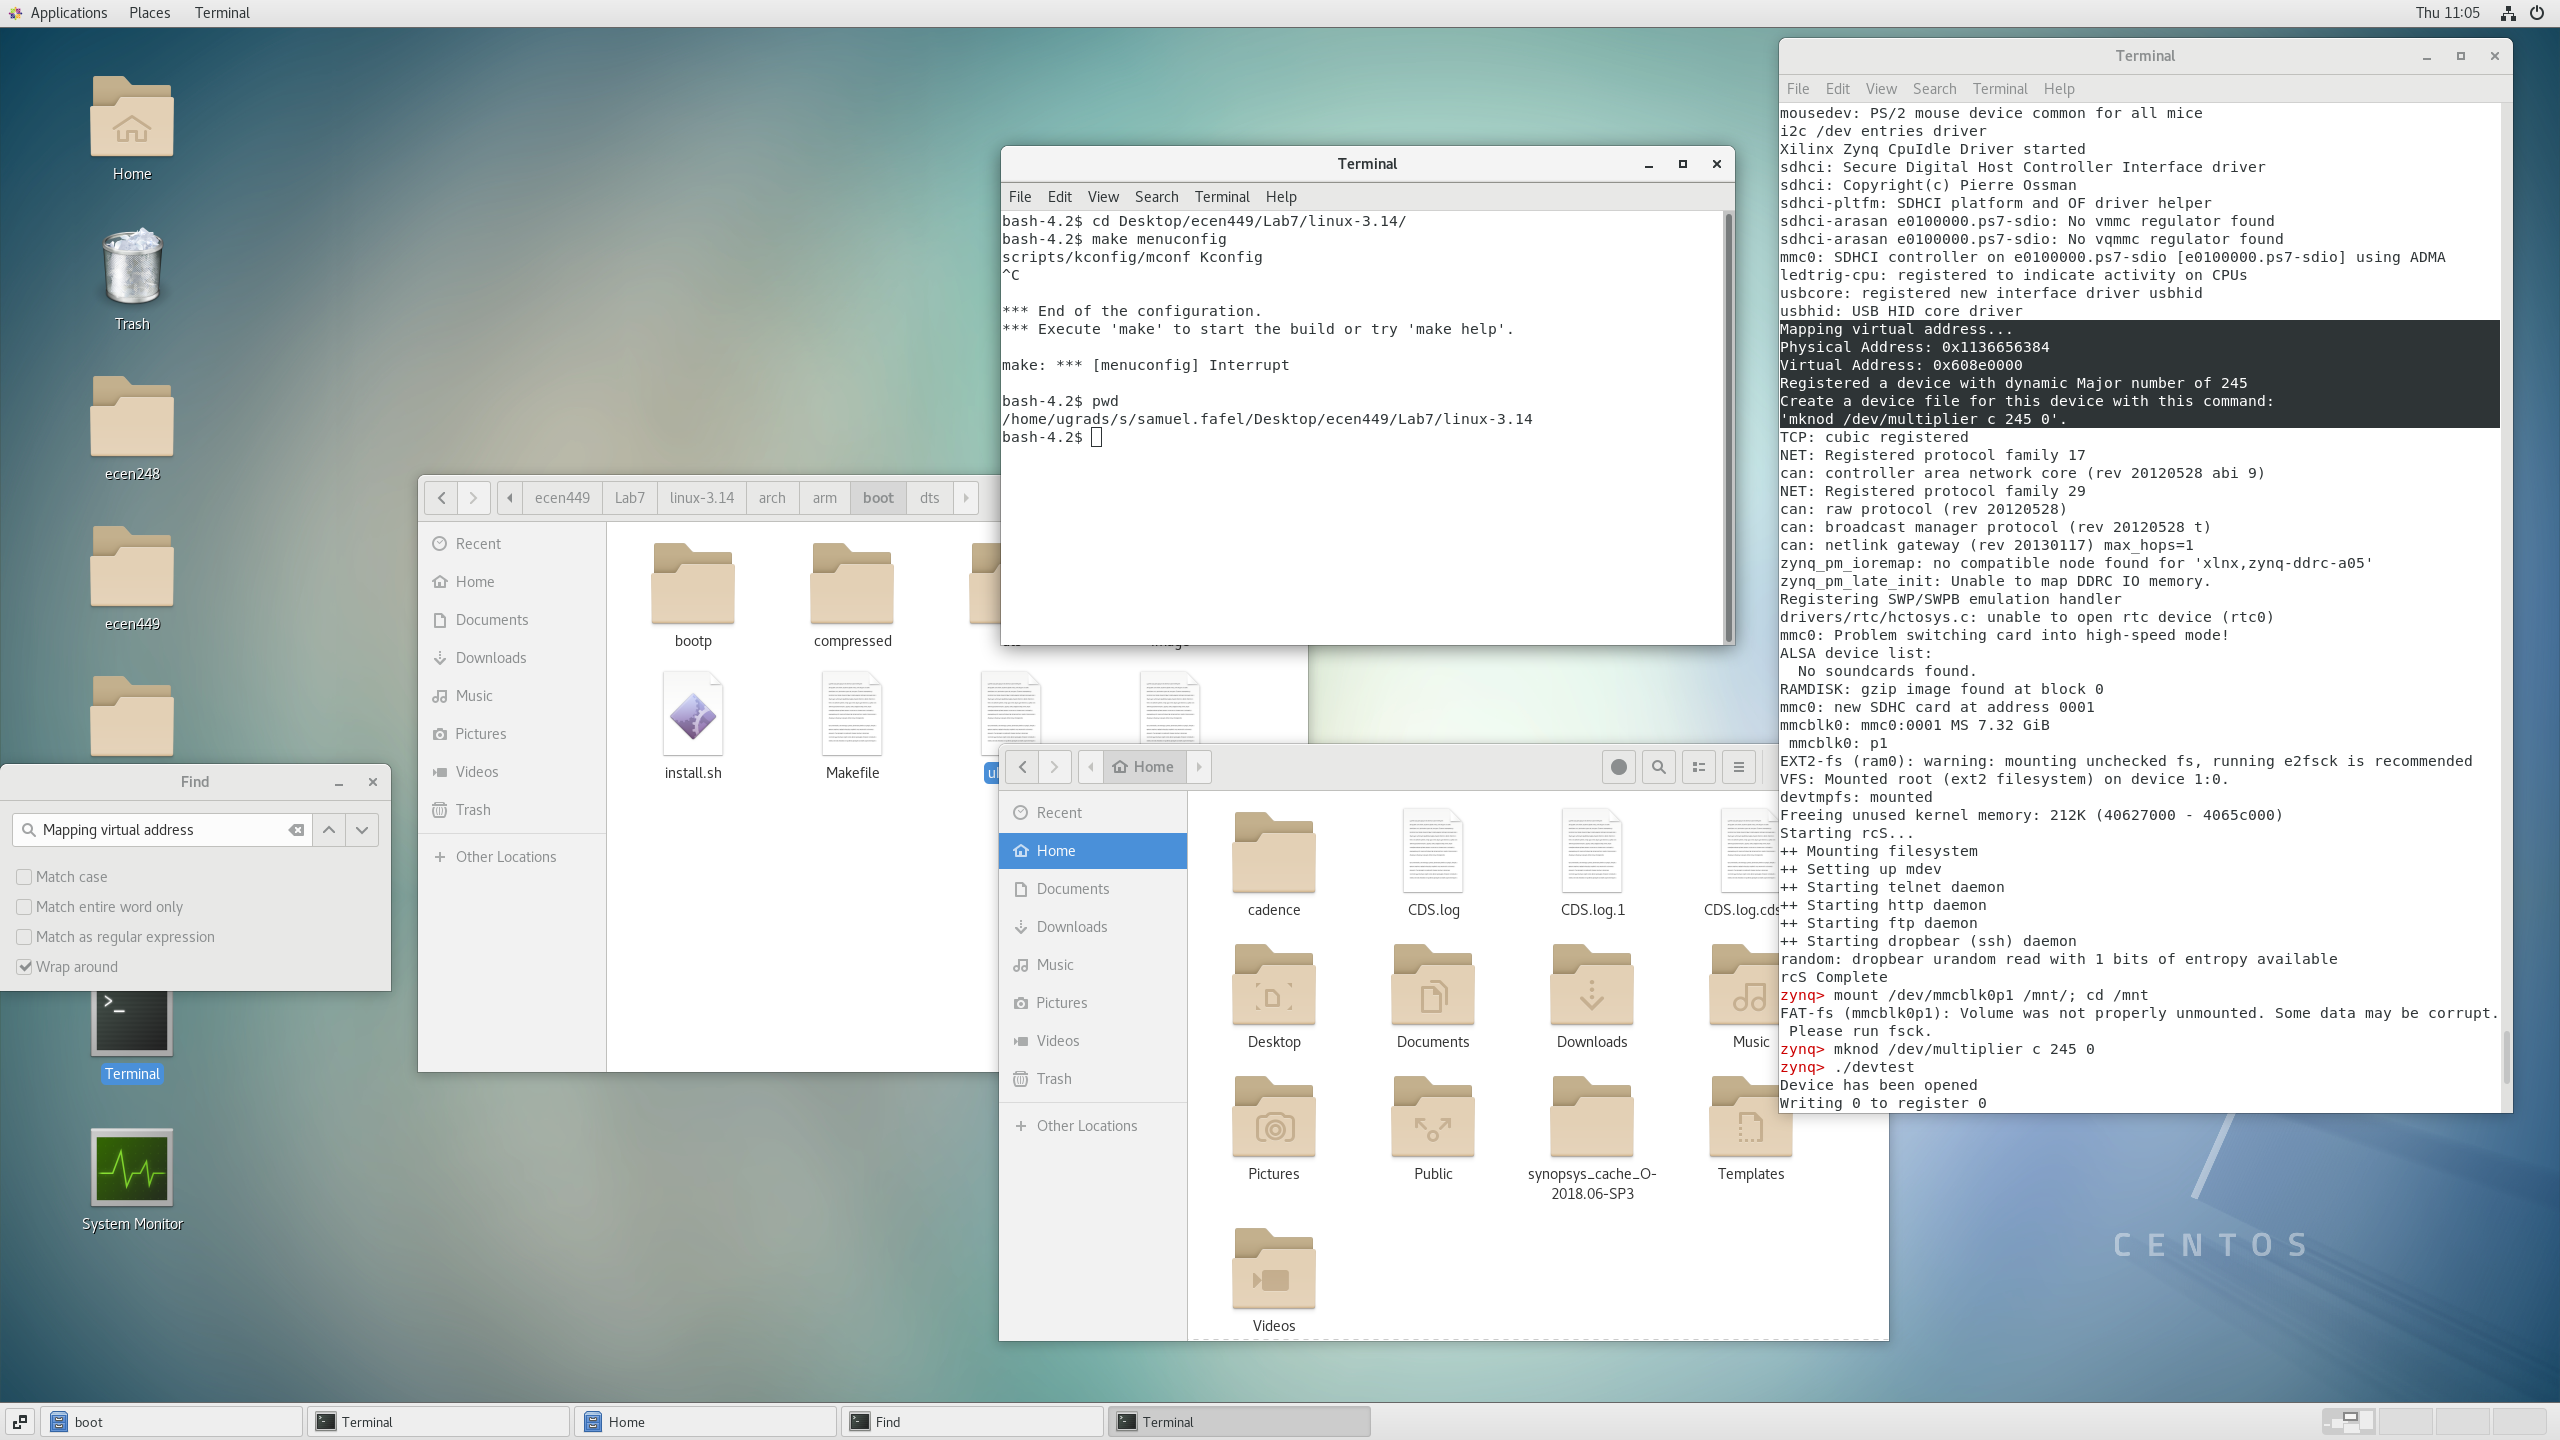 Applications Places Terminal
Thu 11:05
Home
Trash
ecen248
ecen449
Terminal
System Monitor
Find
Mapping virtual address
Match case
Match entire word only
Match as regular expression
Wrap around
ecen449 Lab7 linux-3.14 arch arm boot dts
Recent
Home
Documents
Downloads
Music
Pictures
Videos
Trash
Other Locations
bootp
compressed
install.sh
Makefile
Terminal
File Edit View Search Terminal Help
bash-4.2$ cd Desktop/ecen449/Lab7/linux-3.14/
bash-4.2$ make menuconfig
scripts/kconfig/mconf Kconfig
^C
*** End of the configuration.
*** Execute 'make' to start the build or try 'make help'.
make: *** [menuconfig] Interrupt
bash-4.2$ pwd
/home/ugrads/s/samuel.fafel/Desktop/ecen449/Lab7/linux-3.14
bash-4.2$
Home
Recent
Home
Documents
Downloads
Music
Pictures
Videos
Trash
Other Locations
cadence
CDS.log
CDS.log.1
CDS.log.cds
Desktop
Documents
Downloads
Music
Pictures
Public
synopsys_cache_O-
2018.06-SP3
Templates
Videos
Terminal
File Edit View Search Terminal Help
mousedev: PS/2 mouse device common for all mice
i2c /dev entries driver
Xilinx Zynq CpuIdle Driver started
sdhci: Secure Digital Host Controller Interface driver
sdhci: Copyright(c) Pierre Ossman
sdhci-pltfm: SDHCI platform and OF driver helper
sdhci-arasan e0100000.ps7-sdio: No vmmc regulator found
sdhci-arasan e0100000.ps7-sdio: No vqmmc regulator found
mmc0: SDHCI controller on e0100000.ps7-sdio [e0100000.ps7-sdio] using ADMA
ledtrig-cpu: registered to indicate activity on CPUs
usbcore: registered new interface driver usbhid
usbhid: USB HID core driver
Mapping virtual address...
Physical Address: 0x1136656384
Virtual Address: 0x608e0000
Registered a device with dynamic Major number of 245
Create a device file for this device with this command:
'mknod /dev/multiplier c 245 0'.
TCP: cubic registered
NET: Registered protocol family 17
can: controller area network core (rev 20120528 abi 9)
NET: Registered protocol family 29
can: raw protocol (rev 20120528)
can: broadcast manager protocol (rev 20120528 t)
can: netlink gateway (rev 20130117) max_hops=1
zynq_pm_ioremap: no compatible node found for 'xlnx,zynq-ddrc-a05'
zynq_pm_late_init: Unable to map DDRC IO memory.
Registering SWP/SWPB emulation handler
drivers/rtc/hctosys.c: unable to open rtc device (rtc0)
mmc0: Problem switching card into high-speed mode!
ALSA device list:
  No soundcards found.
RAMDISK: gzip image found at block 0
mmc0: new SDHC card at address 0001
mmcblk0: mmc0:0001 MS 7.32 GiB
 mmcblk0: p1
EXT2-fs (ram0): warning: mounting unchecked fs, running e2fsck is recommended
VFS: Mounted root (ext2 filesystem) on device 1:0.
devtmpfs: mounted
Freeing unused kernel memory: 212K (40627000 - 4065c000)
Starting rcS...
++ Mounting filesystem
++ Setting up mdev
++ Starting telnet daemon
++ Starting http daemon
++ Starting ftp daemon
++ Starting dropbear (ssh) daemon
random: dropbear urandom read with 1 bits of entropy available
rcS Complete
zynq> mount /dev/mmcblk0p1 /mnt/; cd /mnt
FAT-fs (mmcblk0p1): Volume was not properly unmounted. Some data may be corrupt.
 Please run fsck.
zynq> mknod /dev/multiplier c 245 0
zynq> ./devtest
Device has been opened
Writing 0 to register 0
CENTOS
boot
Terminal
Home
Find
Terminal